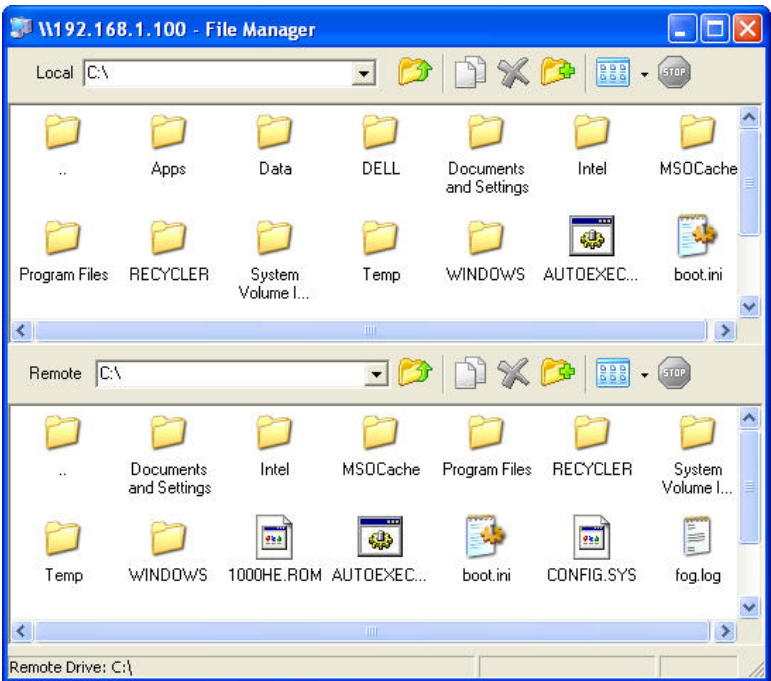 \\192.168.1.100 - File Manager
Local C:\ STOP
.. Apps Data DELL Documents and Settings Intel MSOCache
Program Files RECYCLER System Volume I... Temp WINDOWS AUTOEXEC... boot.ini
Remote C:\ STOP
.. Documents and Settings Intel MSOCache Program Files RECYCLER System Volume I...
Temp WINDOWS 1000HE.ROM AUTOEXEC... boot.ini CONFIG.SYS fog.log
Remote Drive: C:\